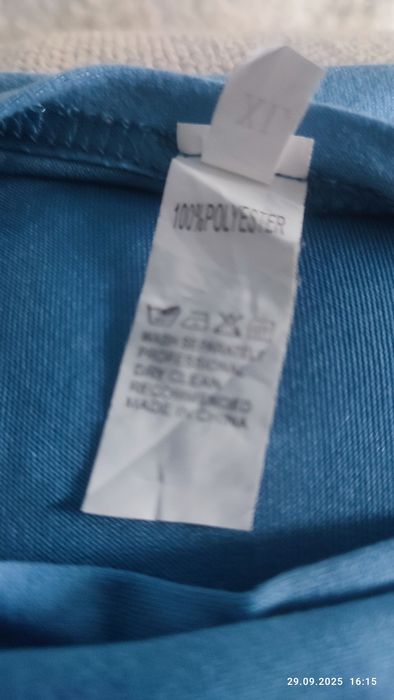 XL
100%POLYESTER
WASH SEPARATELY
PROFESSIONAL
DRY CLEAN
RECOMMENDED
MADE IN CHINA
29.09.2025 16:15